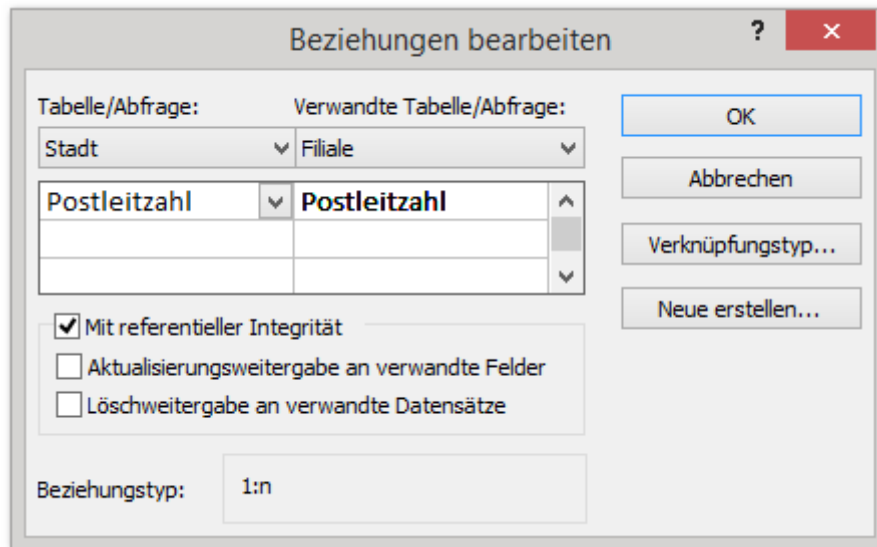 Beziehungen bearbeiten ?
Tabelle/Abfrage: Verwandte Tabelle/Abfrage:
Stadt Filiale
Postleitzahl Postleitzahl
OK
Abbrechen
Verknüpfungstyp...
Neue erstellen...
Mit referentieller Integrität
Aktualisierungsweitergabe an verwandte Felder
Löschweitergabe an verwandte Datensätze
Beziehungstyp: 1:n